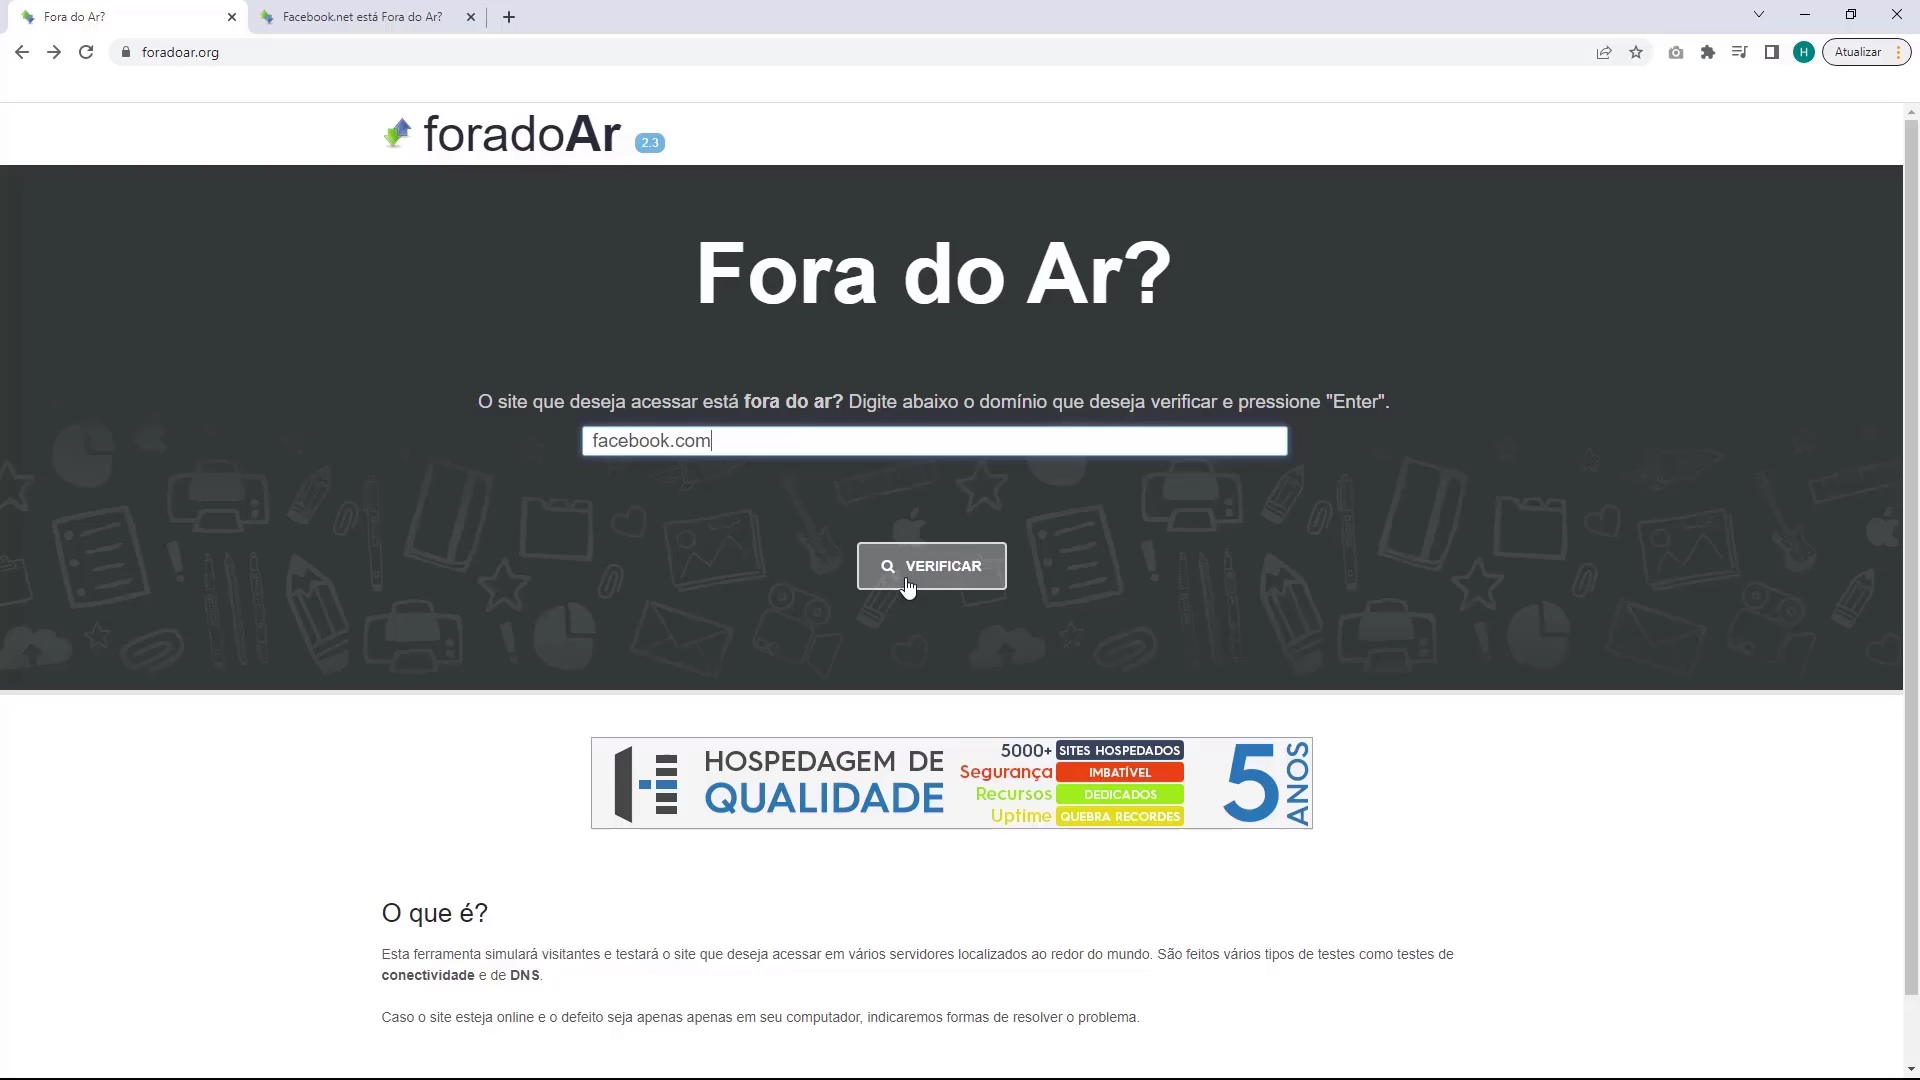 Fora do Ar?
Facebook.net está Fora do Ar?
foradoar.org
H
Atualizar
foradoAr 2.3
Fora do Ar?
O site que deseja acessar está fora do ar? Digite abaixo o domínio que deseja verificar e pressione "Enter".
facebook.com
VERIFICAR
HOSPEDAGEM DE
QUALIDADE
5000+ SITES HOSPEDADOS
Segurança IMBATÍVEL
Recursos DEDICADOS
Uptime QUEBRA RECORDES
5 ANOS
O que é?
Esta ferramenta simulará visitantes e testará o site que deseja acessar em vários servidores localizados ao redor do mundo. São feitos vários tipos de testes como testes de
conectividade e de DNS.
Caso o site esteja online e o defeito seja apenas apenas em seu computador, indicaremos formas de resolver o problema.